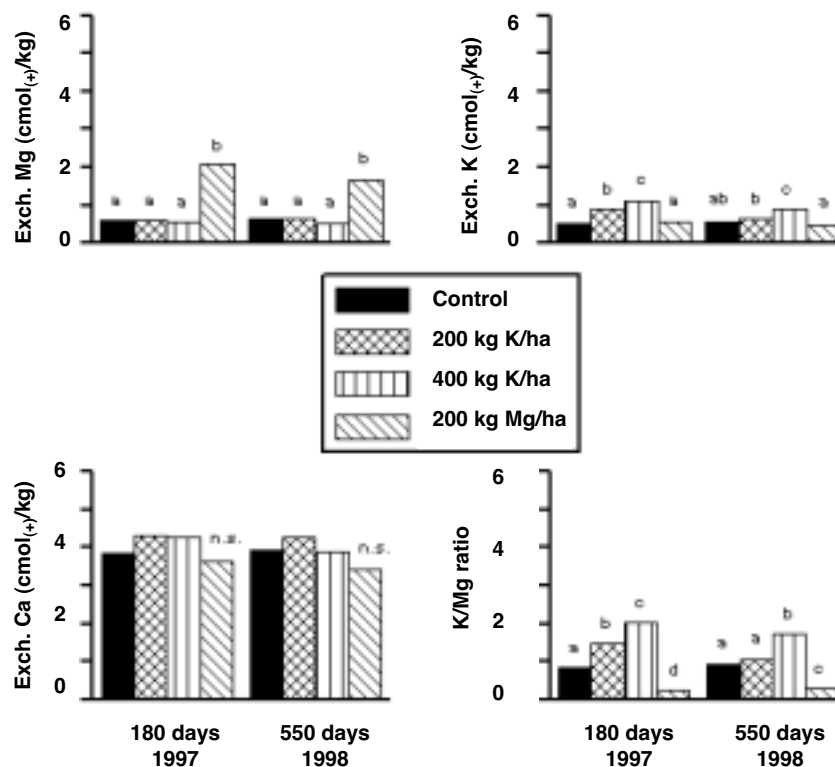 Exch. Mg (cmol(+)/kg)
6
4
2
0
a a a b
a a a b
Exch. K (cmol(+)/kg)
6
4
2
0
a b c a
ab b c a
Control
200 kg K/ha
400 kg K/ha
200 kg Mg/ha
Exch. Ca (cmol(+)/kg)
6
4
2
0
n.s.
n.s.
180 days
1997
550 days
1998
K/Mg ratio
6
4
2
0
a b c d
a a b c
180 days
1997
550 days
1998